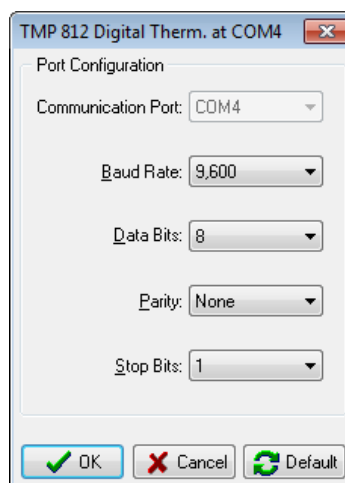 TMP 812 Digital Therm. at COM4
Port Configuration
Communication Port: COM4
Baud Rate: 9,600
Data Bits: 8
Parity: None
Stop Bits: 1
OK Cancel Default